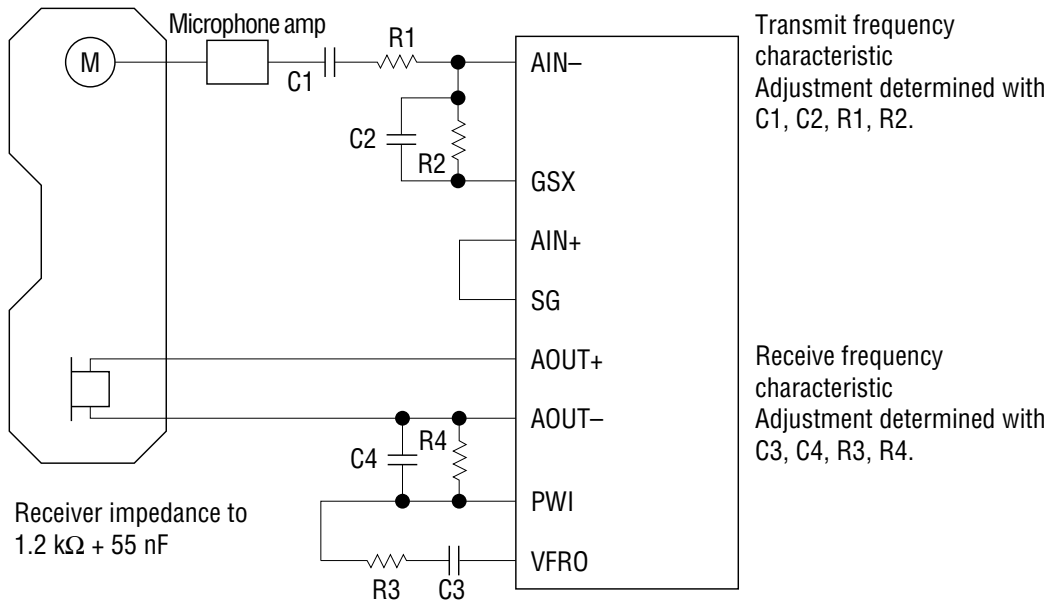 Microphone amp
M
C1
R1
C2
R2
AIN–
GSX
AIN+
SG
AOUT+
AOUT–
PWI
VFRO
C4
R4
R3
C3
Transmit frequency
characteristic
Adjustment determined with
C1, C2, R1, R2.
Receive frequency
characteristic
Adjustment determined with
C3, C4, R3, R4.
Receiver impedance to
1.2 kΩ + 55 nF